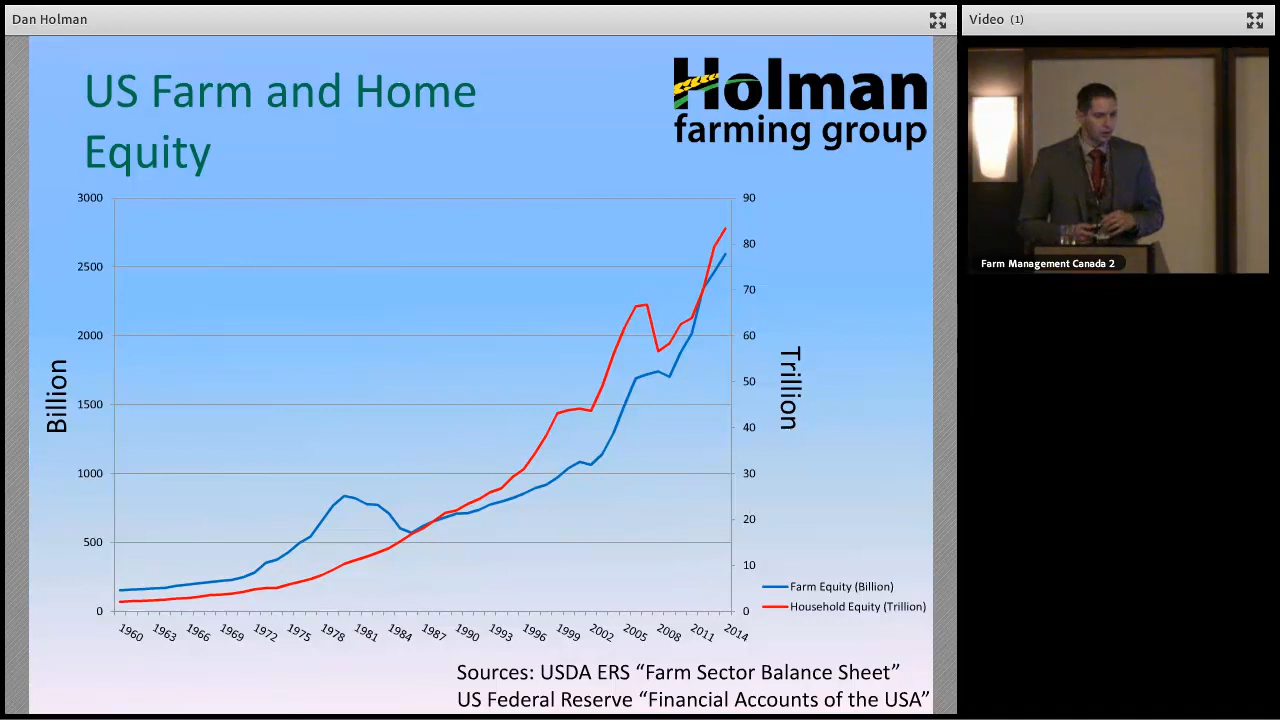 Dan Holman
Video (1)
US Farm and Home
Equity
Holman
farming group
3000
2500
2000
1500
1000
500
0
Billion
90
80
70
60
50
40
30
20
10
0
Trillion
1960
1963
1966
1969
1972
1975
1978
1981
1984
1987
1990
1993
1996
1999
2002
2005
2008
2011
2014
Farm Equity (Billion)
Household Equity (Trillion)
Sources: USDA ERS “Farm Sector Balance Sheet”
US Federal Reserve “Financial Accounts of the USA”
Farm Management Canada 2